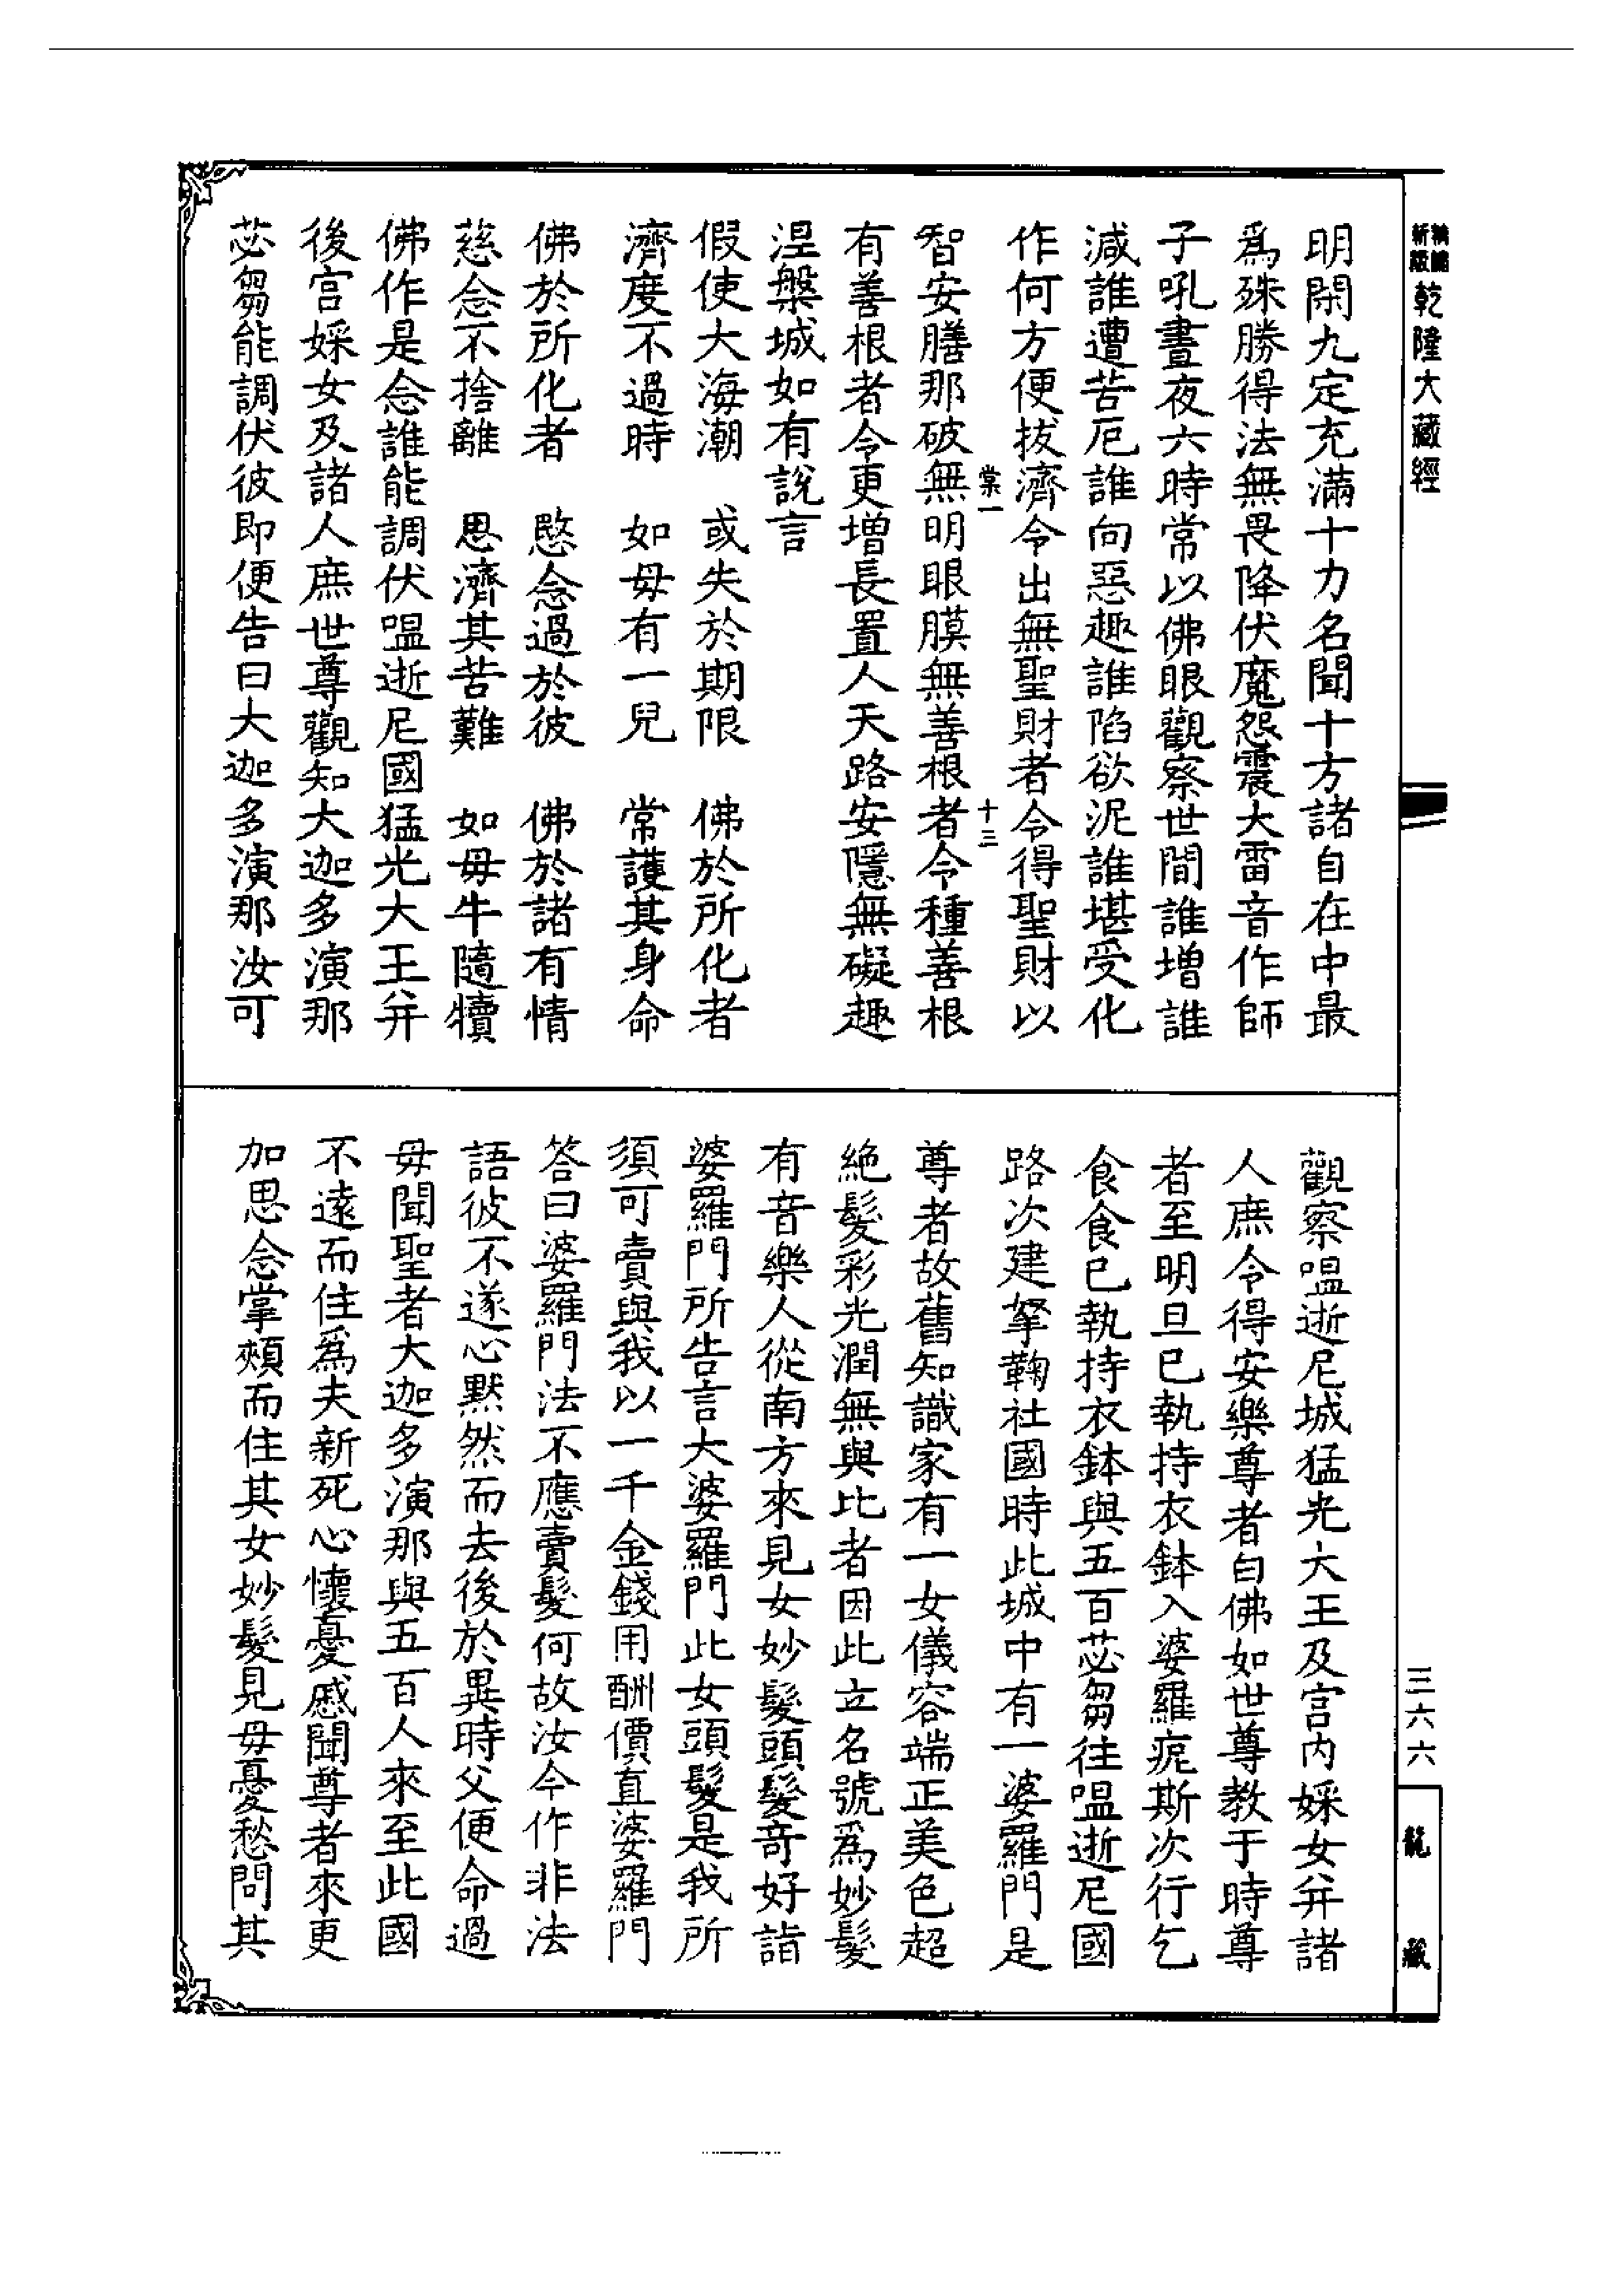 乾隆大藏經
明閑九定充滿十力名聞十方諸自在中最
爲殊勝得法無畏降伏魔怨震大雷音作師
子吼晝夜六時常以佛眼觀察世間誰增誰
減誰遭苦厄誰向惡趣誰陷欲泥誰堪受化
作何方便拔濟令出無聖財者令得聖財以
棠一
十三
智安膳那破無明眼膜無善根者令種善根
有善根者令更增長置人天路安隱無礙趣
涅槃城如有說言
假使大海潮　或失於期限　佛於所化者
濟度不過時　如毋有一兒　常護其身命
佛於所化者　愍念過於彼　佛於諸有情
慈念不捨離　思濟其苦難　如毋牛隨犢
佛作是念誰能調伏嗢逝尼國猛光大王并
後宮婇女及諸人庶世尊觀知大迦多演那
苾芻能調伏彼即便告曰大迦多演那汝可
觀察嗢逝尼城猛光大王及宮内婇女并諸
人庶令得安樂尊者白佛如世尊教于時尊
者至明旦已執持衣鉢入婆羅痆斯次行乞
食食已執持衣鉢與五百苾芻往嗢逝尼國
路次建拏鞠社國時此城中有一婆羅門是
尊者故舊知識家有一女儀容端正美色超
絶髮彩光潤無與比者因此立名號爲妙髮
有音樂人從南方來見女妙髮頭髮奇好詣
婆羅門所告言大婆羅門此女頭髮是我所
須可賣與我以一千金錢用酬價直婆羅門
答曰婆羅門法不應賣髮何故汝今作非法
語彼不遂心默然而去後於異時父便命過
毋聞聖者大迦多演那與五百人來至此國
不遠而住爲夫新死心懷憂慼聞尊者來更
加思念掌頰而住其女妙髮見毋憂愁問其
三六六
龍藏